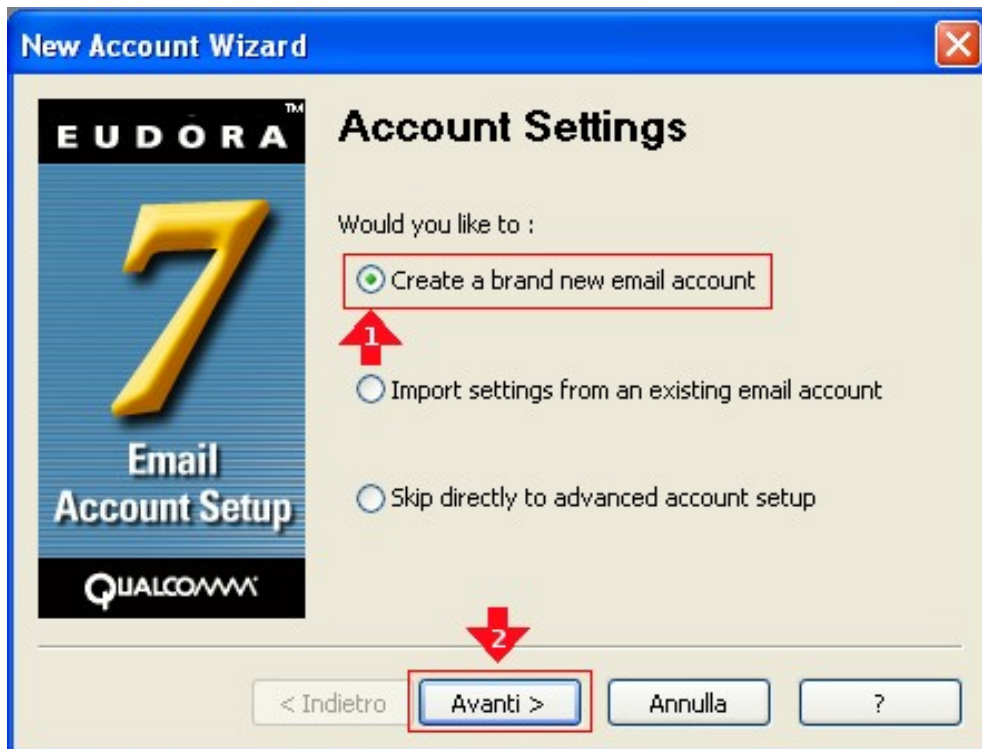 New Account Wizard
EUDORA™
7
Email
Account Setup
QUALCOMM
Account Settings
Would you like to :
Create a brand new email account
1
Import settings from an existing email account
Skip directly to advanced account setup
2
< Indietro
Avanti >
Annulla
?